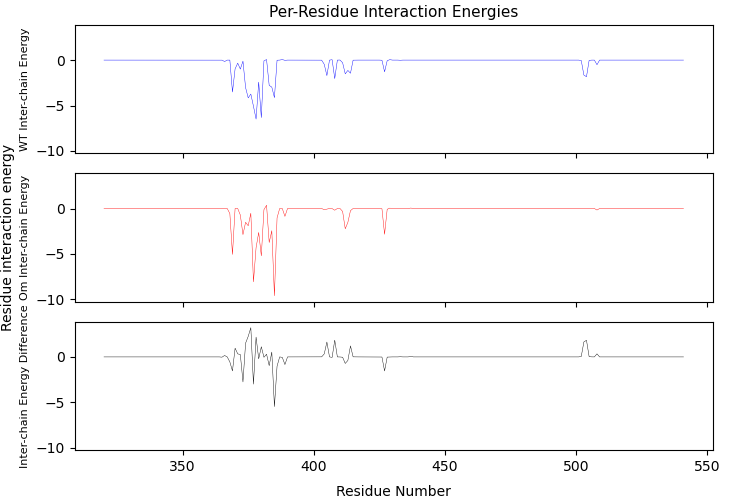 Per-Residue Interaction Energies
Residue interaction energy
WT Inter-chain Energy
0
−5
−10
Om Inter-chain Energy
0
−5
−10
Inter-chain Energy Difference
0
−5
−10
350
400
450
500
550
Residue Number